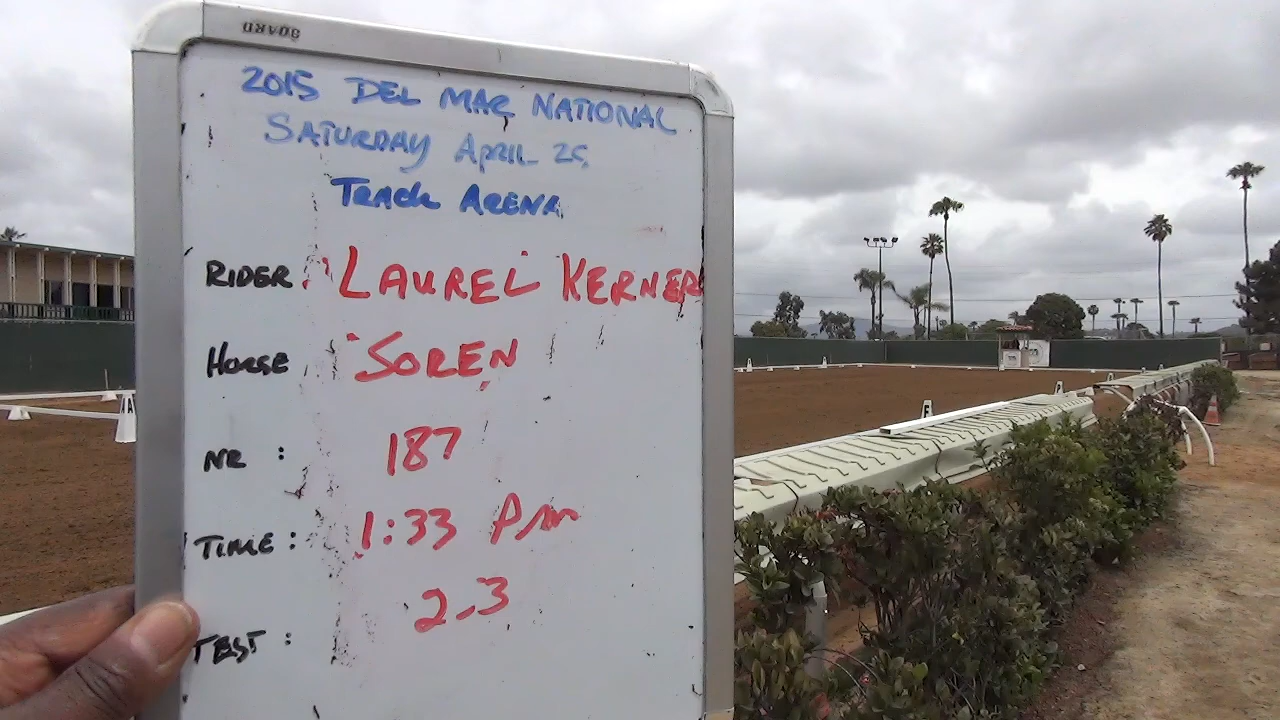 BOARD
2015 DEL MAR NATIONAL
SATURDAY APRIL 25
TRACK ARENA
RIDER: LAUREL KERNER
HORSE SOREN
NR : 187
TIME: 1:33 PM
TEST: 2.3
A